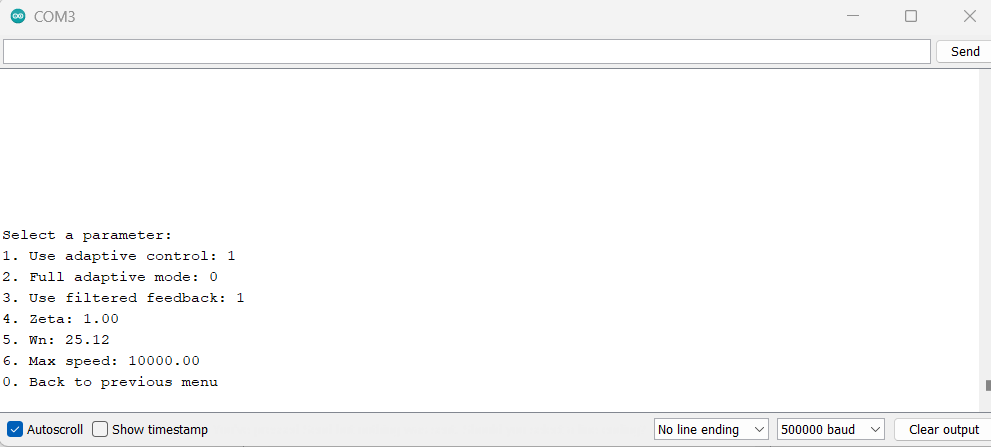 COM3
Send
Select a parameter:
1. Use adaptive control: 1
2. Full adaptive mode: 0
3. Use filtered feedback: 1
4. Zeta: 1.00
5. Wn: 25.12
6. Max speed: 10000.00
0. Back to previous menu
Autoscroll Show timestamp No line ending 500000 baud Clear output